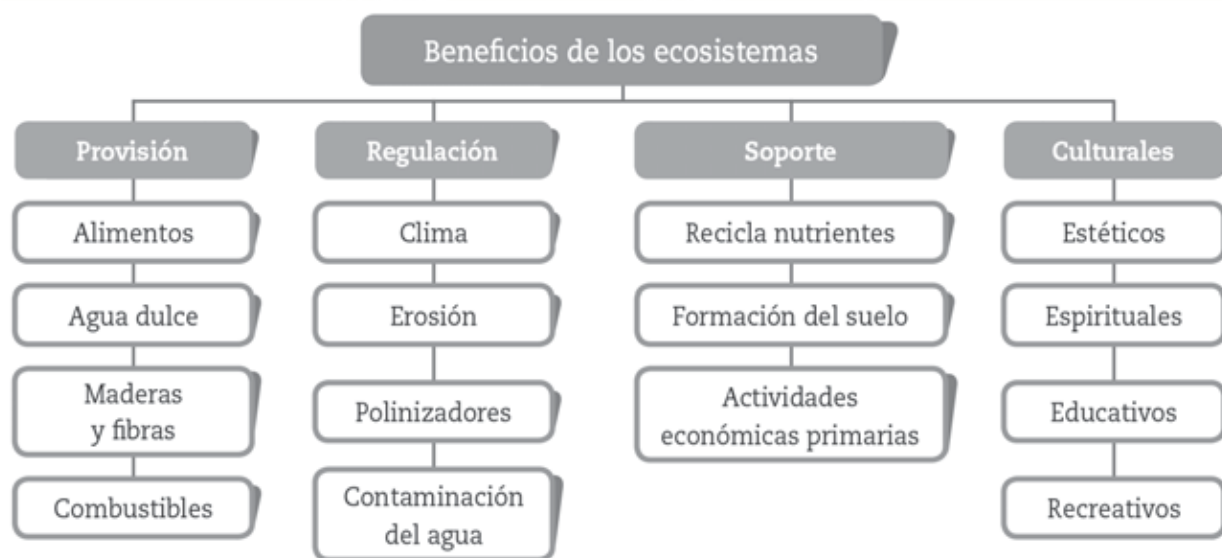 Beneficios de los ecosistemas
Provisión
Alimentos
Agua dulce
Maderas
y fibras
Combustibles
Regulación
Clima
Erosión
Polinizadores
Contaminación
del agua
Soporte
Recicla nutrientes
Formación del suelo
Actividades
económicas primarias
Culturales
Estéticos
Espirituales
Educativos
Recreativos